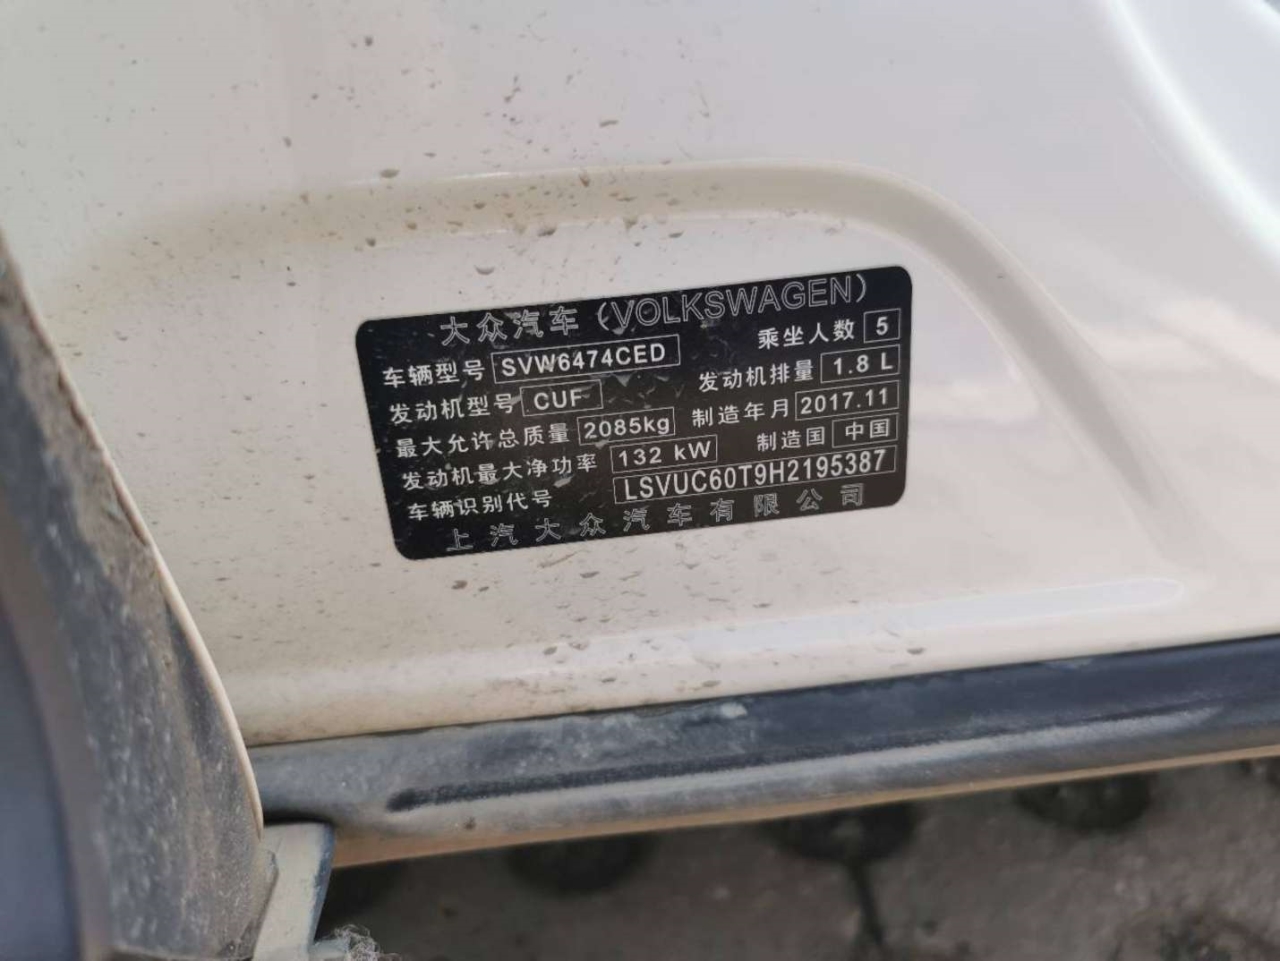 大众汽车（VOLKSWAGEN）
车辆型号 SVW6474CED 乘坐人数 5
发动机型号 CUF 发动机排量 1.8 L
最大允许总质量 2085kg 制造年月 2017.11
发动机最大净功率 132 kW 制造国 中国
车辆识别代号 LSVUC60T9H2195387
上汽大众汽车有限公司